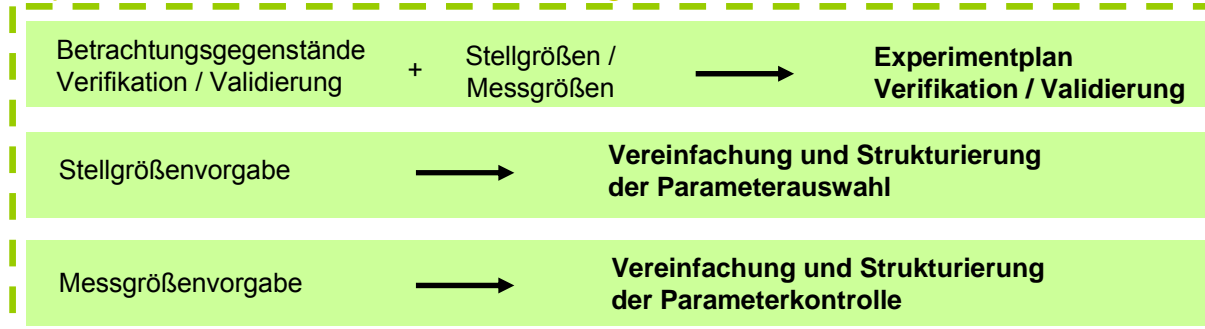 Betrachtungsgegenstände
Verifikation / Validierung
+
Stellgrößen /
Messgrößen
Experimentplan
Verifikation / Validierung
Stellgrößenvorgabe
Vereinfachung und Strukturierung
der Parameterauswahl
Messgrößenvorgabe
Vereinfachung und Strukturierung
der Parameterkontrolle